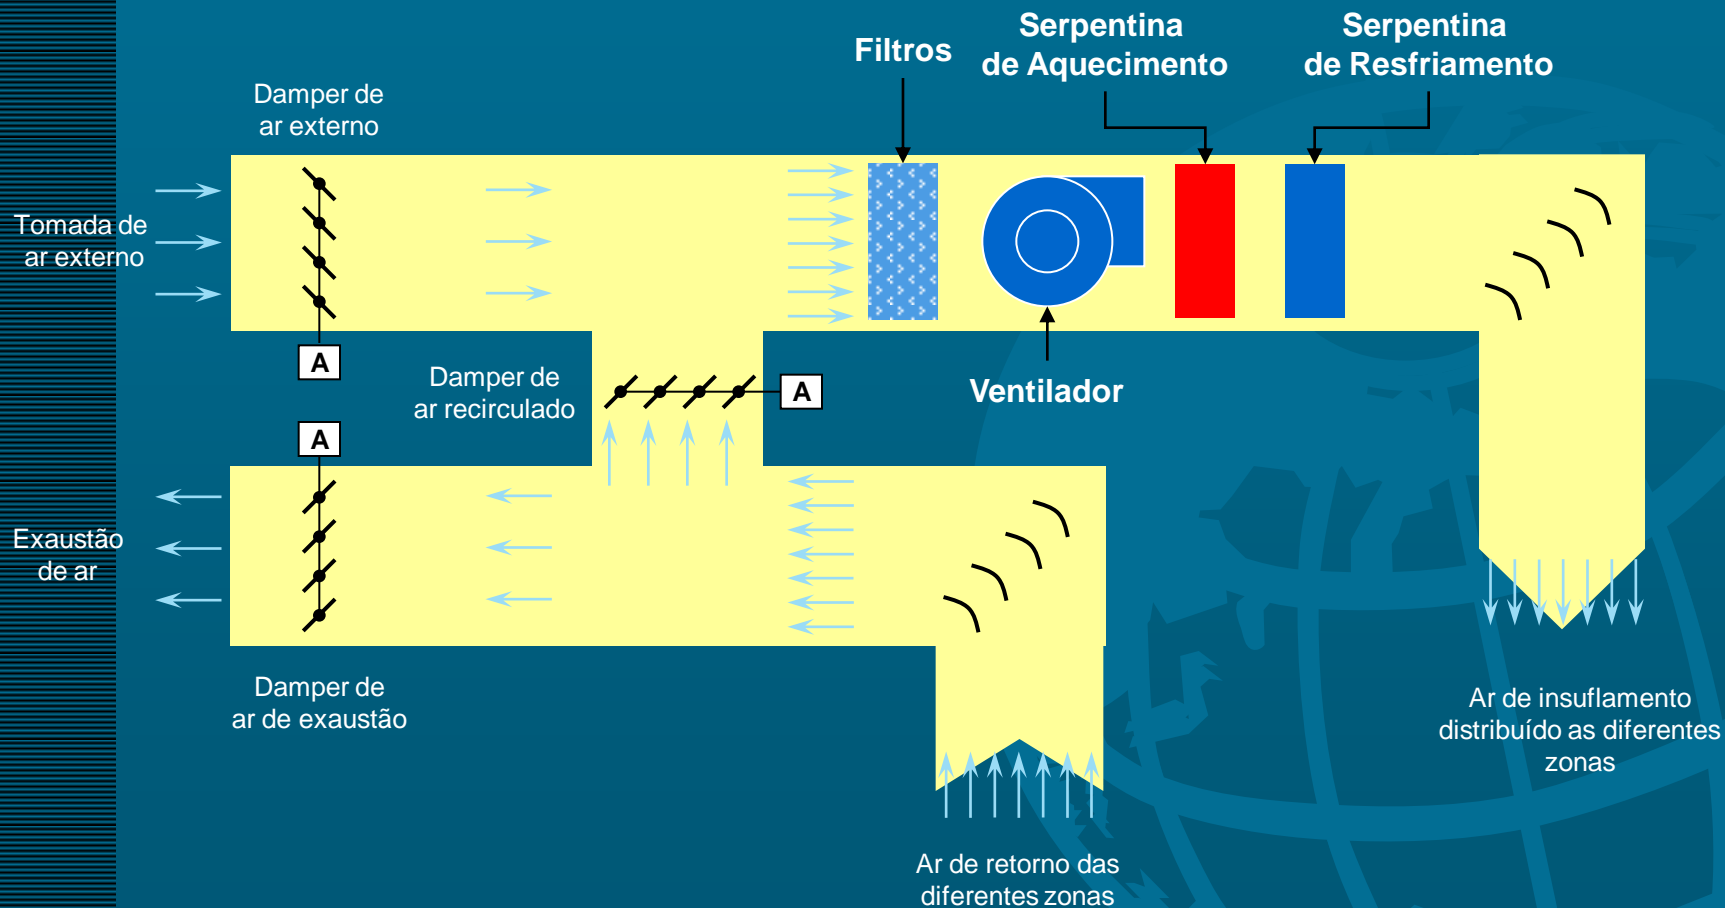 Serpentina
de Aquecimento
Serpentina
de Resfriamento
Filtros
Damper de
ar externo
Tomada de
ar externo
A
Damper de
ar recirculado
A
Ventilador
A
Exaustão
de ar
Damper de
ar de exaustão
Ar de insuflamento
distribuído as diferentes
zonas
Ar de retorno das
diferentes zonas